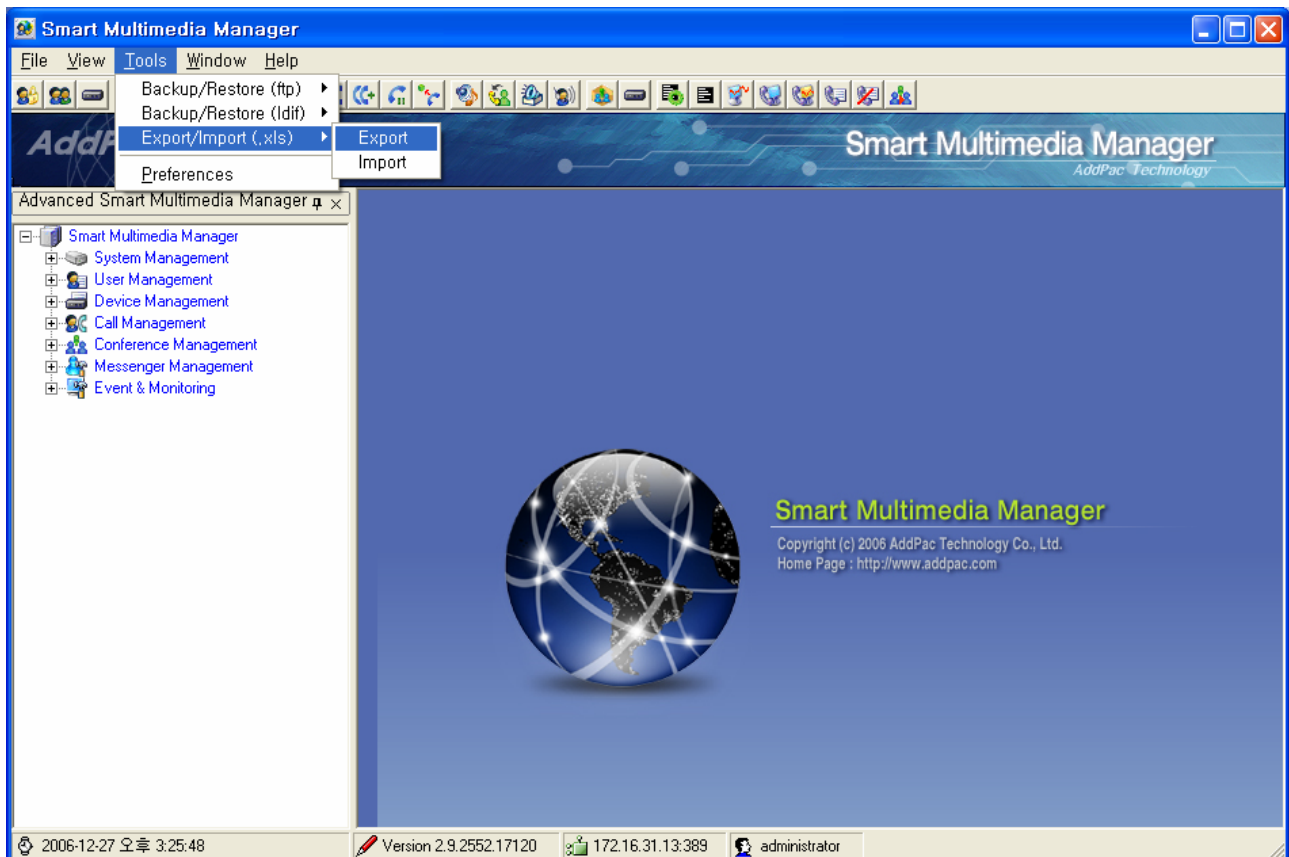 Smart Multimedia Manager
File View Tools Window Help
Backup/Restore (ftp)
Backup/Restore (ldif)
Export/Import (,xls)
Export
Import
Preferences
Smart Multimedia Manager
AddPac Technology
Advanced Smart Multimedia Manager
Smart Multimedia Manager
System Management
User Management
Device Management
Call Management
Conference Management
Messenger Management
Event & Monitoring
Smart Multimedia Manager
Copyright (c) 2006 AddPac Technology Co., Ltd.
Home Page : http://www.addpac.com
2006-12-27 오후 3:25:48
Version 2.9.2552.17120
172.16.31.13:389
administrator